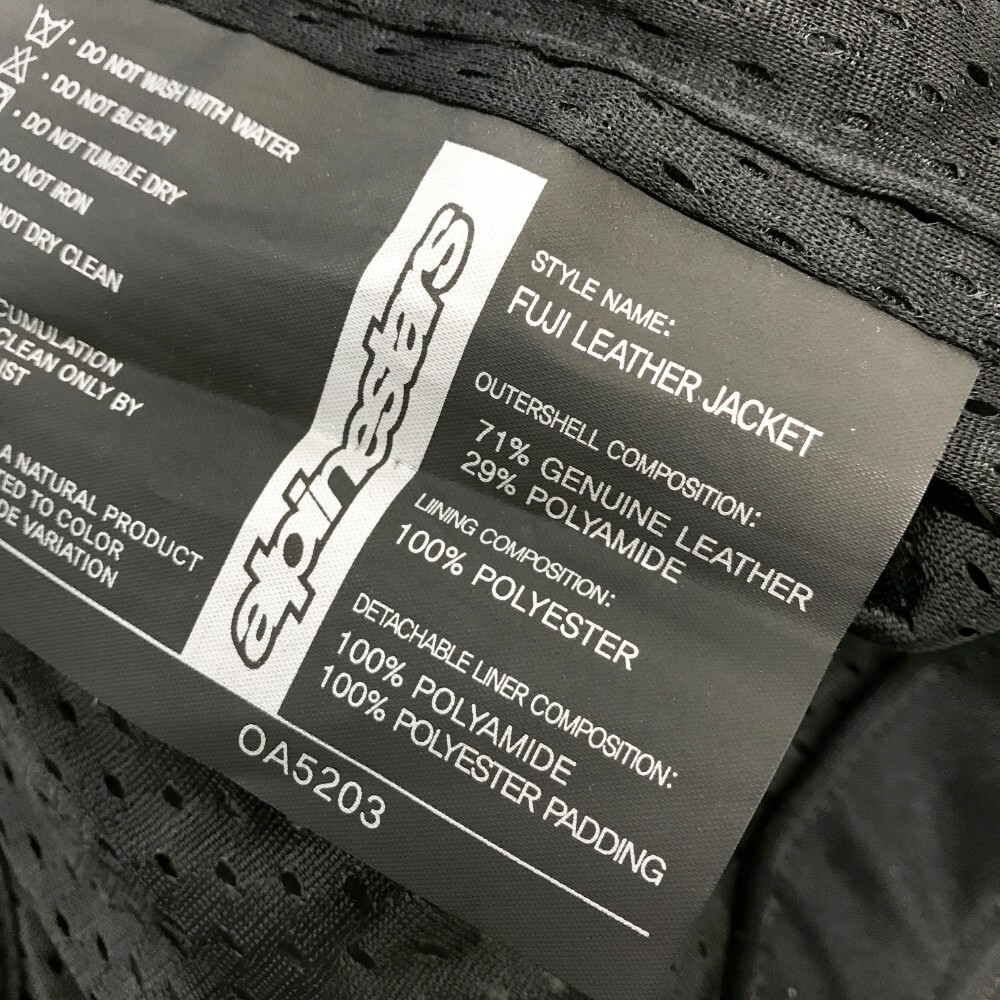 · DO NOT WASH WITH WATER
· DO NOT BLEACH
· DO NOT TUMBLE DRY
DO NOT IRON
NOT DRY CLEAN
CUMULATION
CLEAN ONLY BY
IST
A NATURAL PRODUCT
TED TO COLOR
DE VARIATION
alpinestars
STYLE NAME:
FUJI LEATHER JACKET
OUTERSHELL COMPOSITION:
71% GENUINE LEATHER
29% POLYAMIDE
LIINING COMPOSITION:
100% POLYESTER
DETACHABLE LINER COMPOSITION:
100% POLYAMIDE
100% POLYESTER PADDING
OA5203